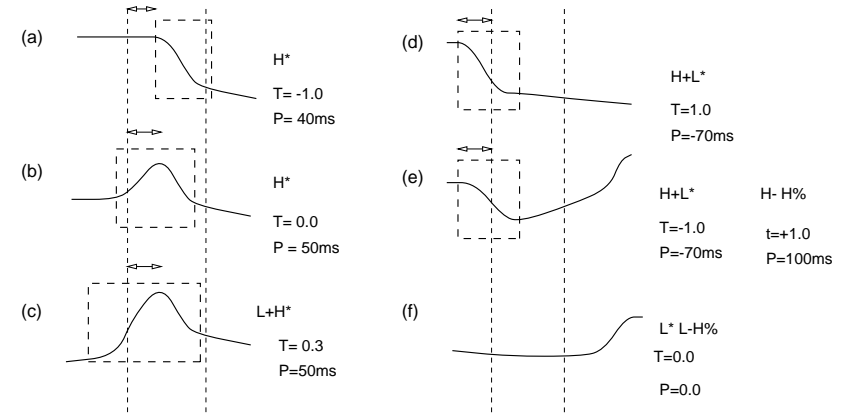 (a)
H*
T= -1.0
P= 40ms
(b)
H*
T= 0.0
P = 50ms
(c)
L+H*
T= 0.3
P=50ms
(d)
H+L*
T=1.0
P=-70ms
(e)
H+L* H- H%
T=-1.0 t=+1.0
P=-70ms P=100ms
(f)
L* L-H%
T=0.0
P=0.0